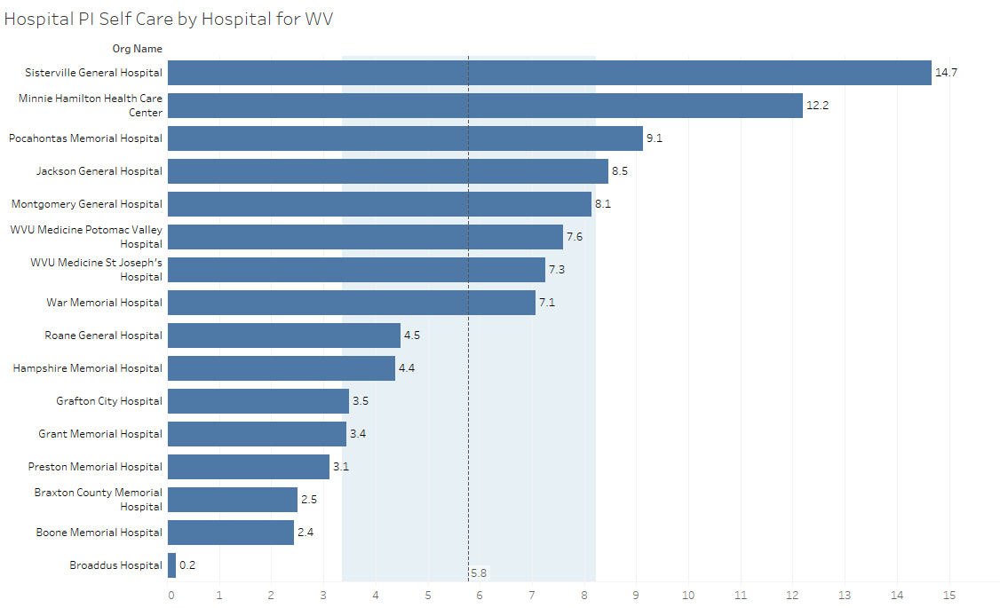 Hospital PI Self Care by Hospital for WV
Org Name
Sisterville General Hospital 14.7
Minnie Hamilton Health Care
Center 12.2
Pocahontas Memorial Hospital 9.1
Jackson General Hospital 8.5
Montgomery General Hospital 8.1
WVU Medicine Potomac Valley
Hospital 7.6
WVU Medicine St Joseph's
Hospital 7.3
War Memorial Hospital 7.1
Roane General Hospital 4.5
Hampshire Memorial Hospital 4.4
Grafton City Hospital 3.5
Grant Memorial Hospital 3.4
Preston Memorial Hospital 3.1
Braxton County Memorial
Hospital 2.5
Boone Memorial Hospital 2.4
Broaddus Hospital 0.2
5.8
0 1 2 3 4 5 6 7 8 9 10 11 12 13 14 15